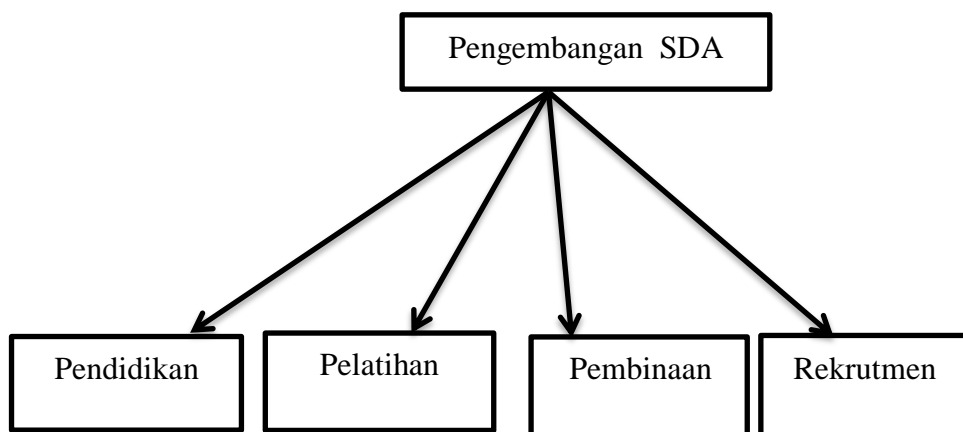 Pengembangan SDA
Pendidikan
Pelatihan
Pembinaan
Rekrutmen